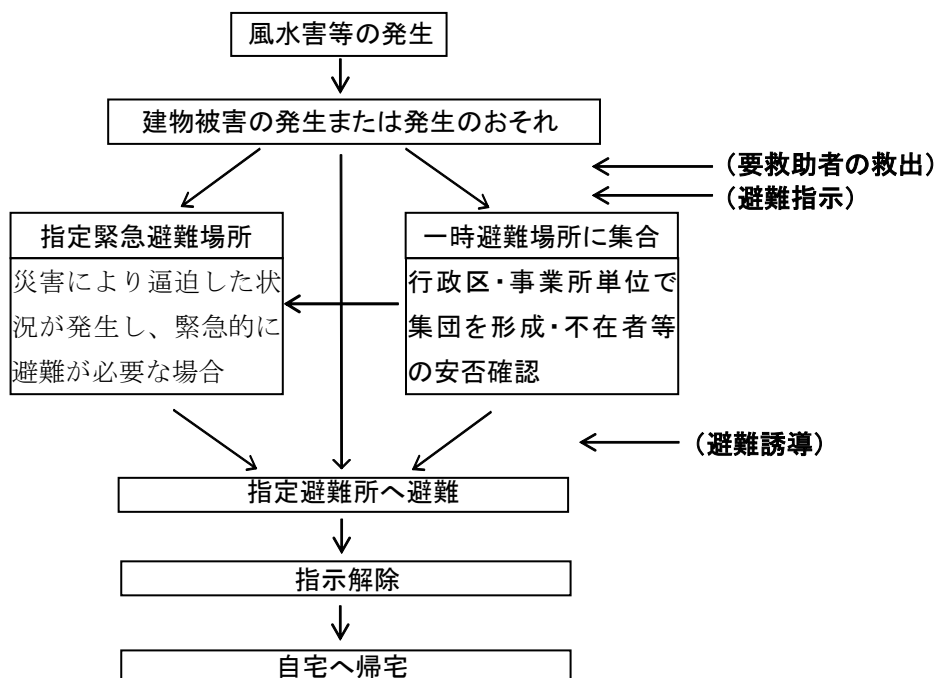 風水害等の発生
建物被害の発生または発生のおそれ
（要救助者の救出）
（避難指示）
指定緊急避難場所
災害により逼迫した状
況が発生し、緊急的に
避難が必要な場合
一時避難場所に集合
行政区・事業所単位で
集団を形成・不在者等
の安否確認
（避難誘導）
指定避難所へ避難
指示解除
自宅へ帰宅